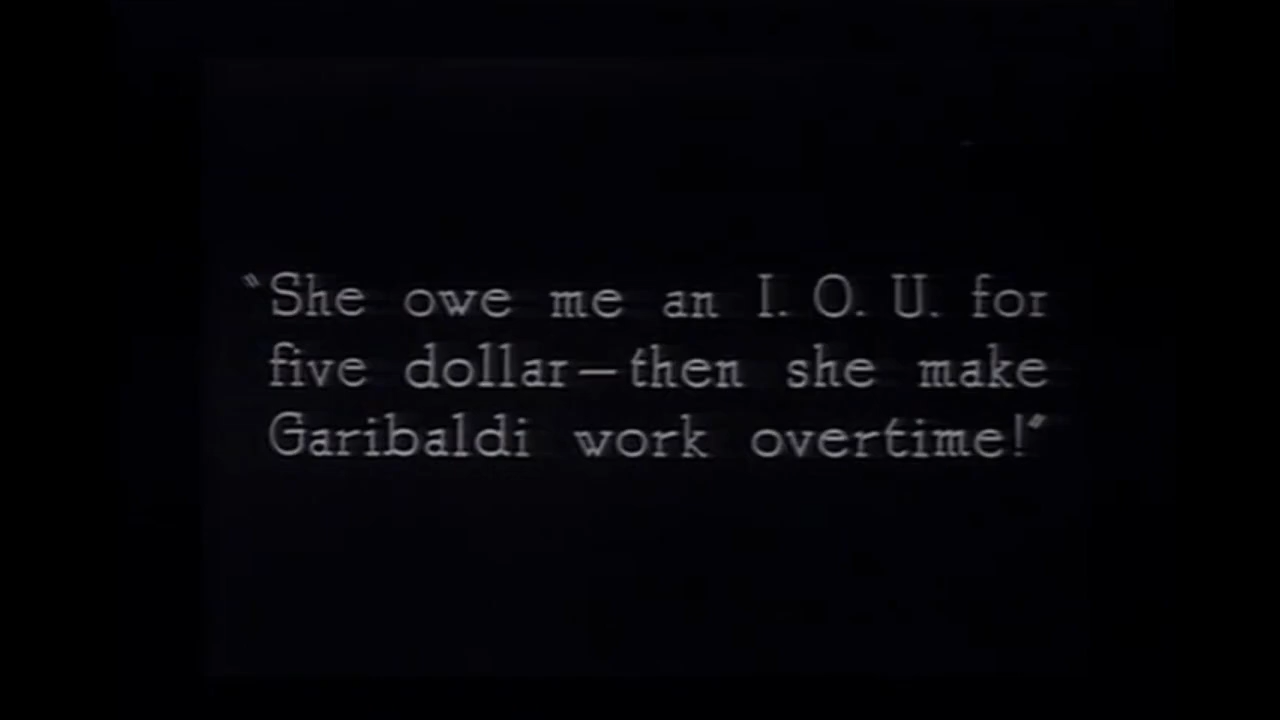 "She owe me an I. O. U. for
five dollar—then she make
Garibaldi work overtime!"